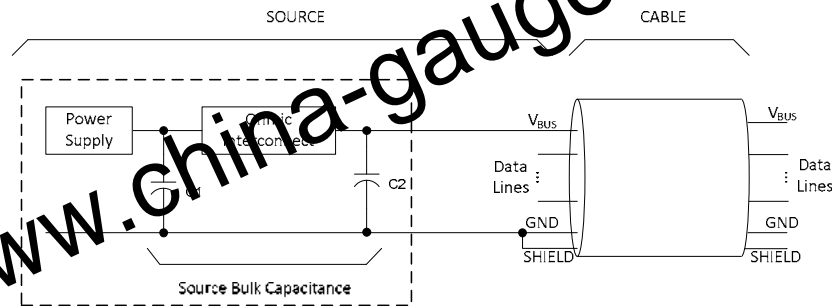 SOURCE
CABLE
www.china-gauge
Power
Supply
Ohmic
Interconnect
C1
C2
Source Bulk Capacitance
VBUS
Data
Lines
GND
SHIELD
VBUS
Data
Lines
GND
SHIELD